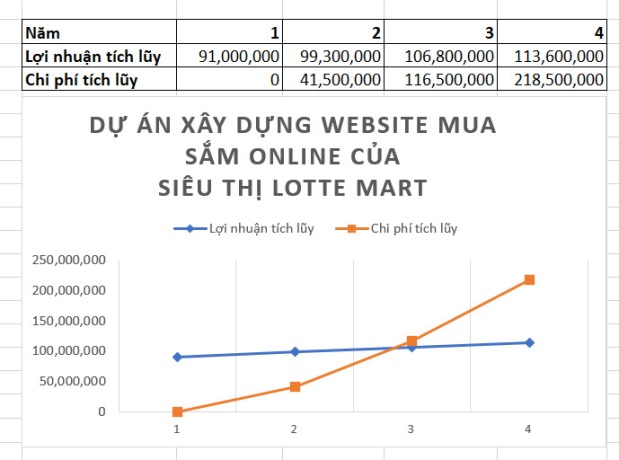 Năm 1 2 3 4
Lợi nhuận tích lũy 91,000,000 99,300,000 106,800,000 113,600,000
Chi phí tích lũy 0 41,500,000 116,500,000 218,500,000
DỰ ÁN XÂY DỰNG WEBSITE MUA
SẮM ONLINE CỦA
SIÊU THỊ LOTTE MART
Lợi nhuận tích lũy Chi phí tích lũy
250,000,000
200,000,000
150,000,000
100,000,000
50,000,000
0
1 2 3 4